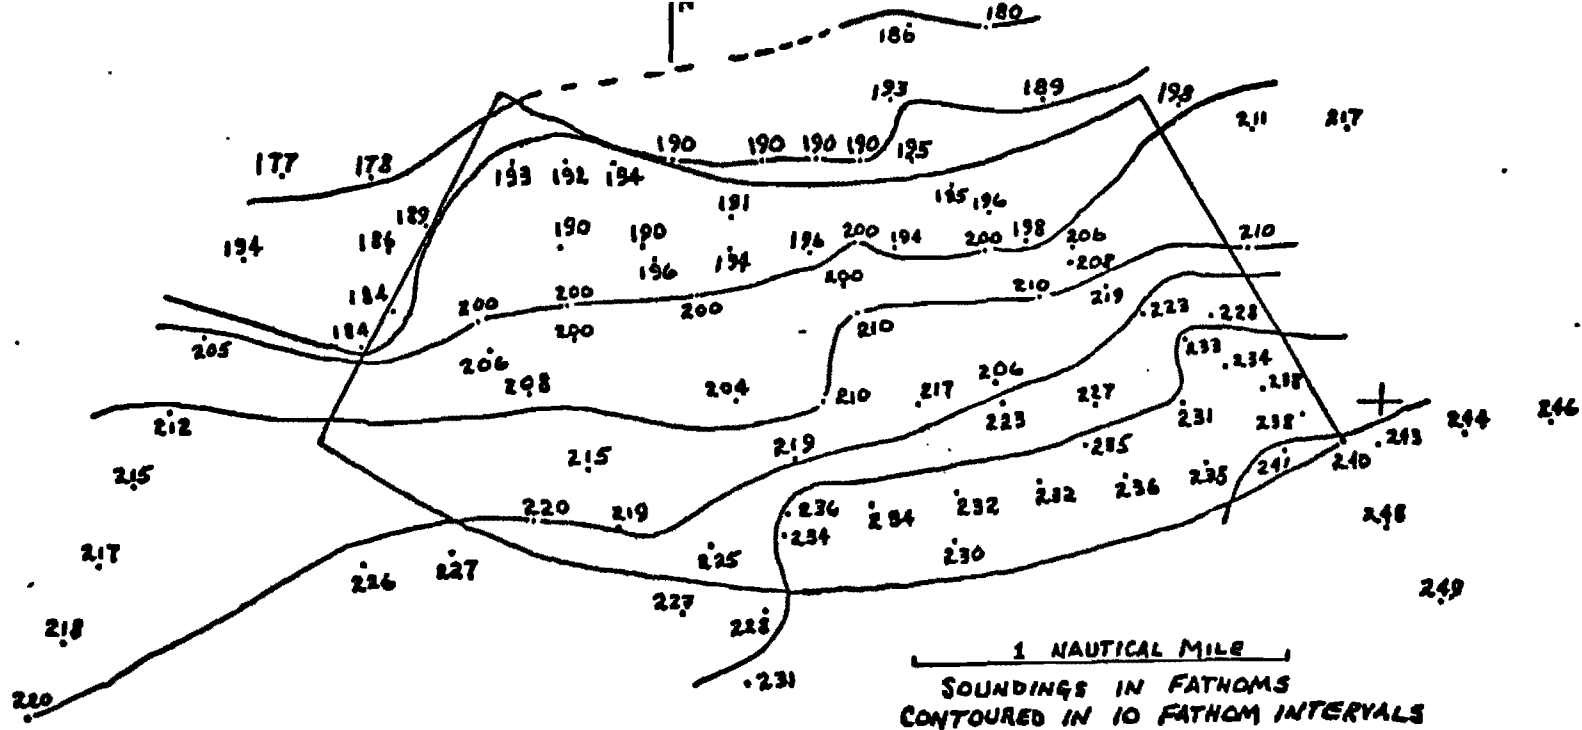 N
180
186
193 189 198
211 217
190 190 190 190 195
177 178 193 192 194
195 196
189 191
194 186 190 190 196 200 194 200 198 206 210
196 194 208
184 200 200 200 200 210 219 223 228
184 200 210
205 206 233 234
208 204 210 217 206 227 238
212 223 231 238 244 246
215 215 219 235 241 240 243
220 219 236 234 232 232 236 235 248
217 226 227 225 234 230
227 249
218 228
231
220
1 NAUTICAL MILE
SOUNDINGS IN FATHOMS
CONTOURED IN 10 FATHOM INTERVALS